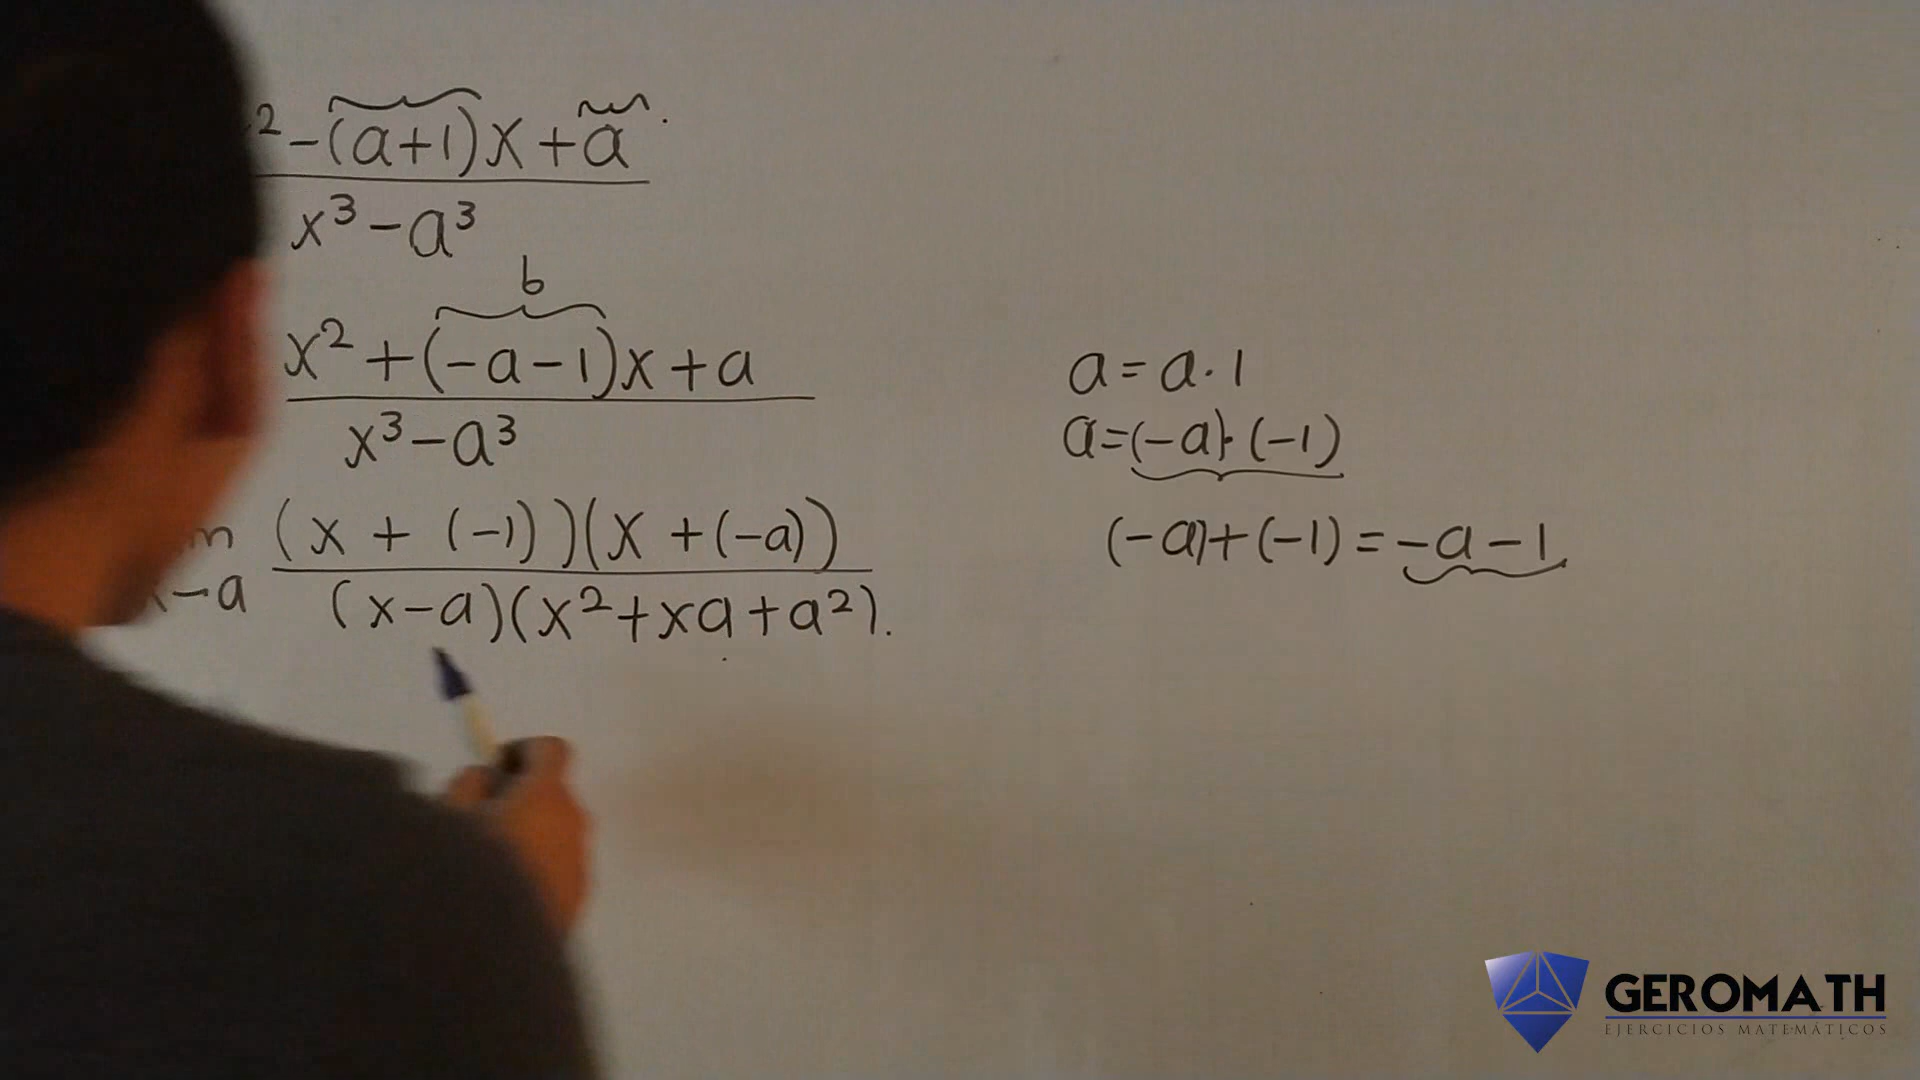 ² -(a+1)x+a.
x³-a³
b
x² +(-a-1)x+a
x³-a³
(x + (-1))(x +(-a))
x→a
(x-a)(x²+xa+a²).
a=a·1
a=(-a)·(-1)
(-a)+(-1)=-a-1
GEROMATH
EJERCICIOS MATEMÁTICOS